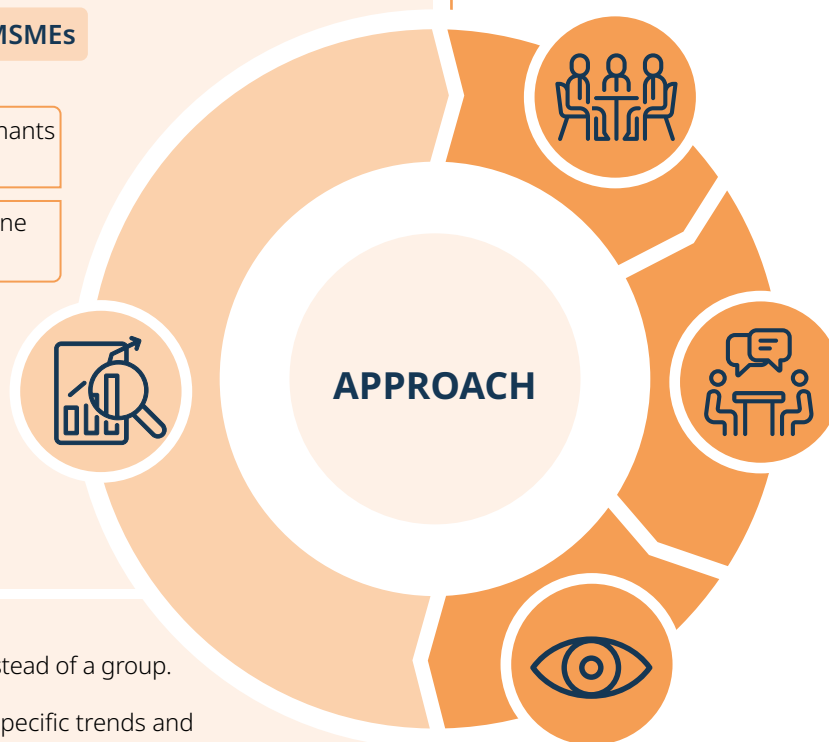 MSMEs
nants
ne
APPROACH
stead of a group.
pecific trends and